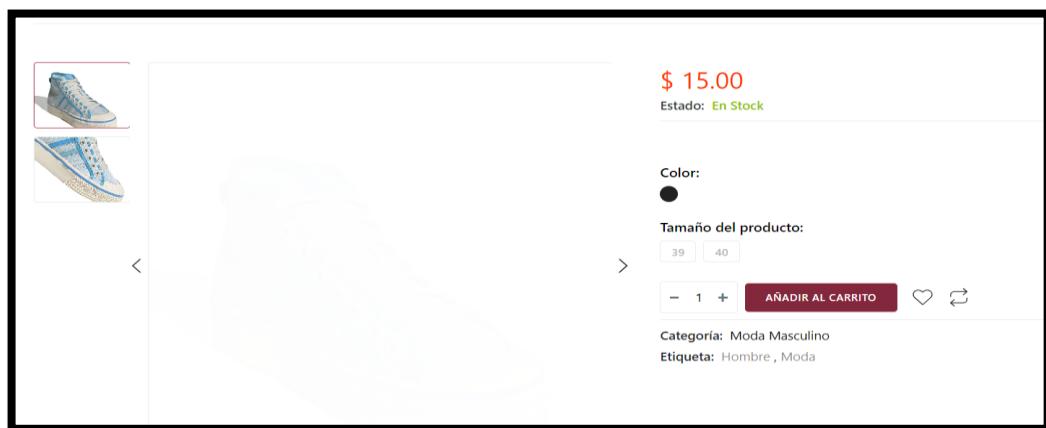 $ 15.00
Estado: En Stock
Color:
Tamaño del producto:
39 40
− 1 + AÑADIR AL CARRITO
Categoría: Moda Masculino
Etiqueta: Hombre , Moda